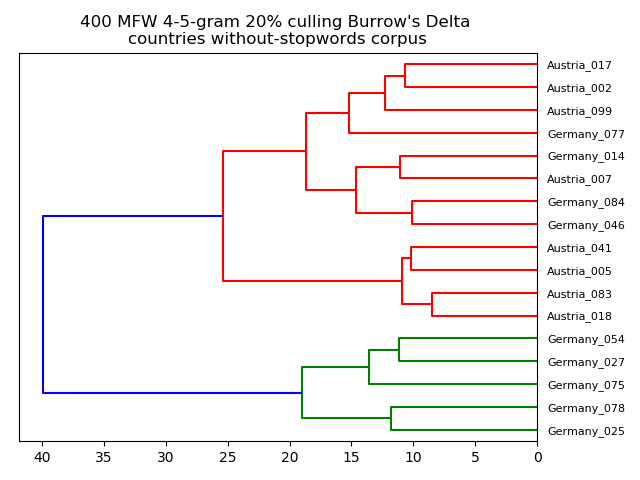 400 MFW 4-5-gram 20% culling Burrow's Delta
countries without-stopwords corpus
Austria_017
Austria_002
Austria_099
Germany_077
Germany_014
Austria_007
Germany_084
Germany_046
Austria_041
Austria_005
Austria_083
Austria_018
Germany_054
Germany_027
Germany_075
Germany_078
Germany_025
40 35 30 25 20 15 10 5 0